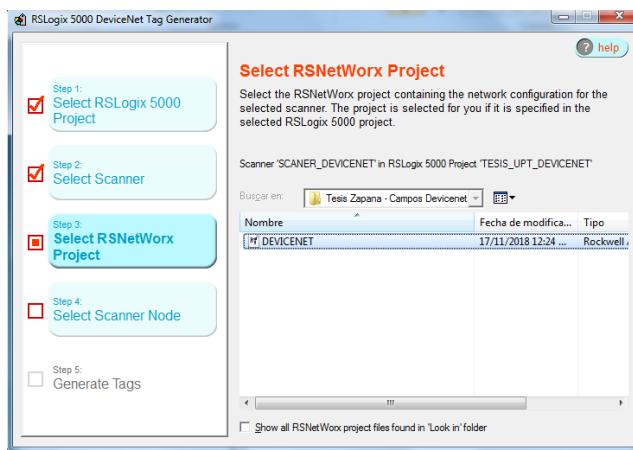 RSLogix 5000 DeviceNet Tag Generator
? help
Step 1:
Select RSLogix 5000
Project
Step 2:
Select Scanner
Step 3:
Select RSNetWorx
Project
Step 4:
Select Scanner Node
Step 5:
Generate Tags
Select RSNetWorx Project
Select the RSNetWorx project containing the network configuration for the
selected scanner. The project is selected for you if it is specified in the
selected RSLogix 5000 project.
Scanner 'SCANER_DEVICENET' in RSLogix 5000 Project 'TESIS_UPT_DEVICENET'
Buscar en: Tesis Zapana - Campos Devicenet
Nombre Fecha de modifica... Tipo
DEVICENET 17/11/2018 12:24 ... Rockwell
Show all RSNetWorx project files found in 'Look in' folder